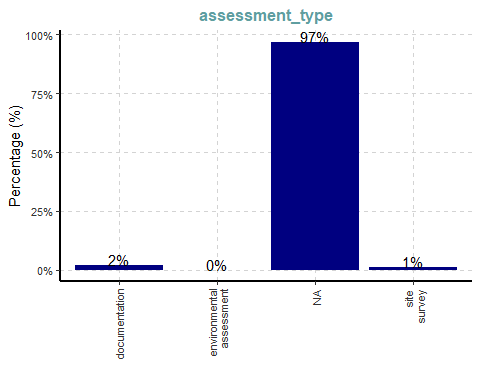 assessment_type
Percentage (%)
100%
75%
50%
25%
0%
2%
0%
97%
1%
documentation
environmental
assessment
NA
site
survey